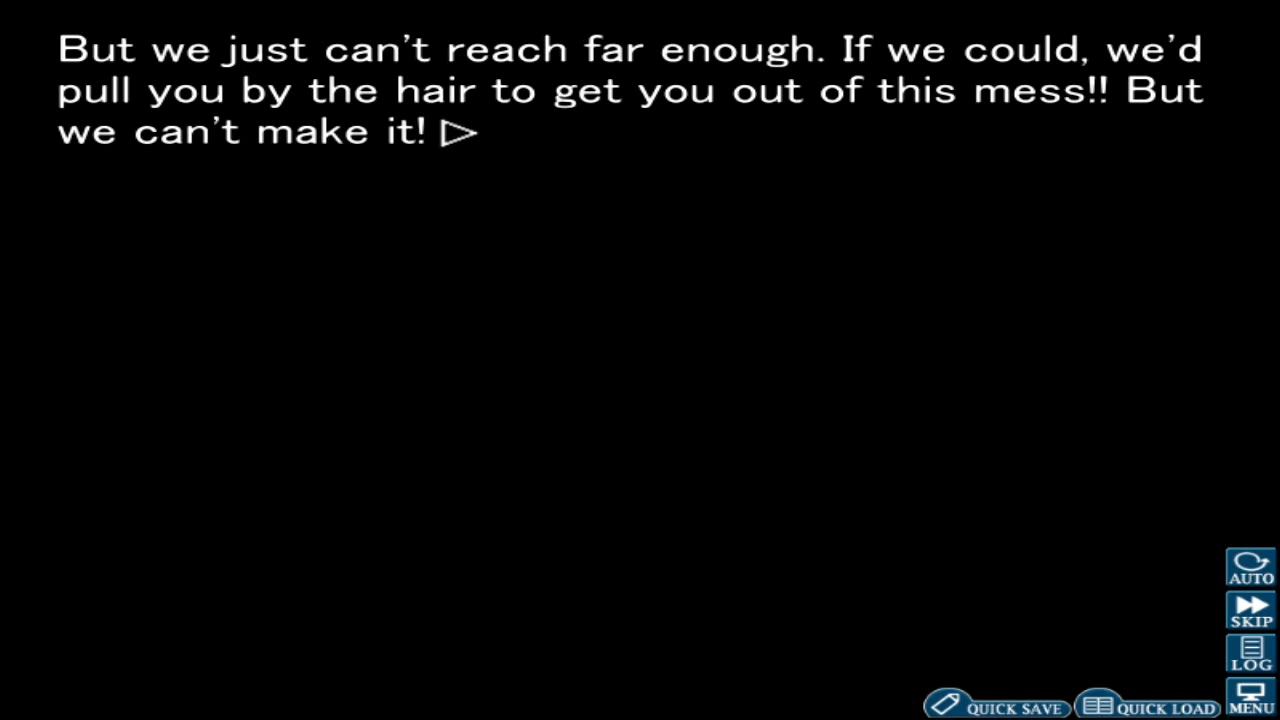 But we just can't reach far enough. If we could, we'd
pull you by the hair to get you out of this mess!! But
we can't make it!
AUTO
SKIP
LOG
QUICK SAVE
QUICK LOAD
MENU